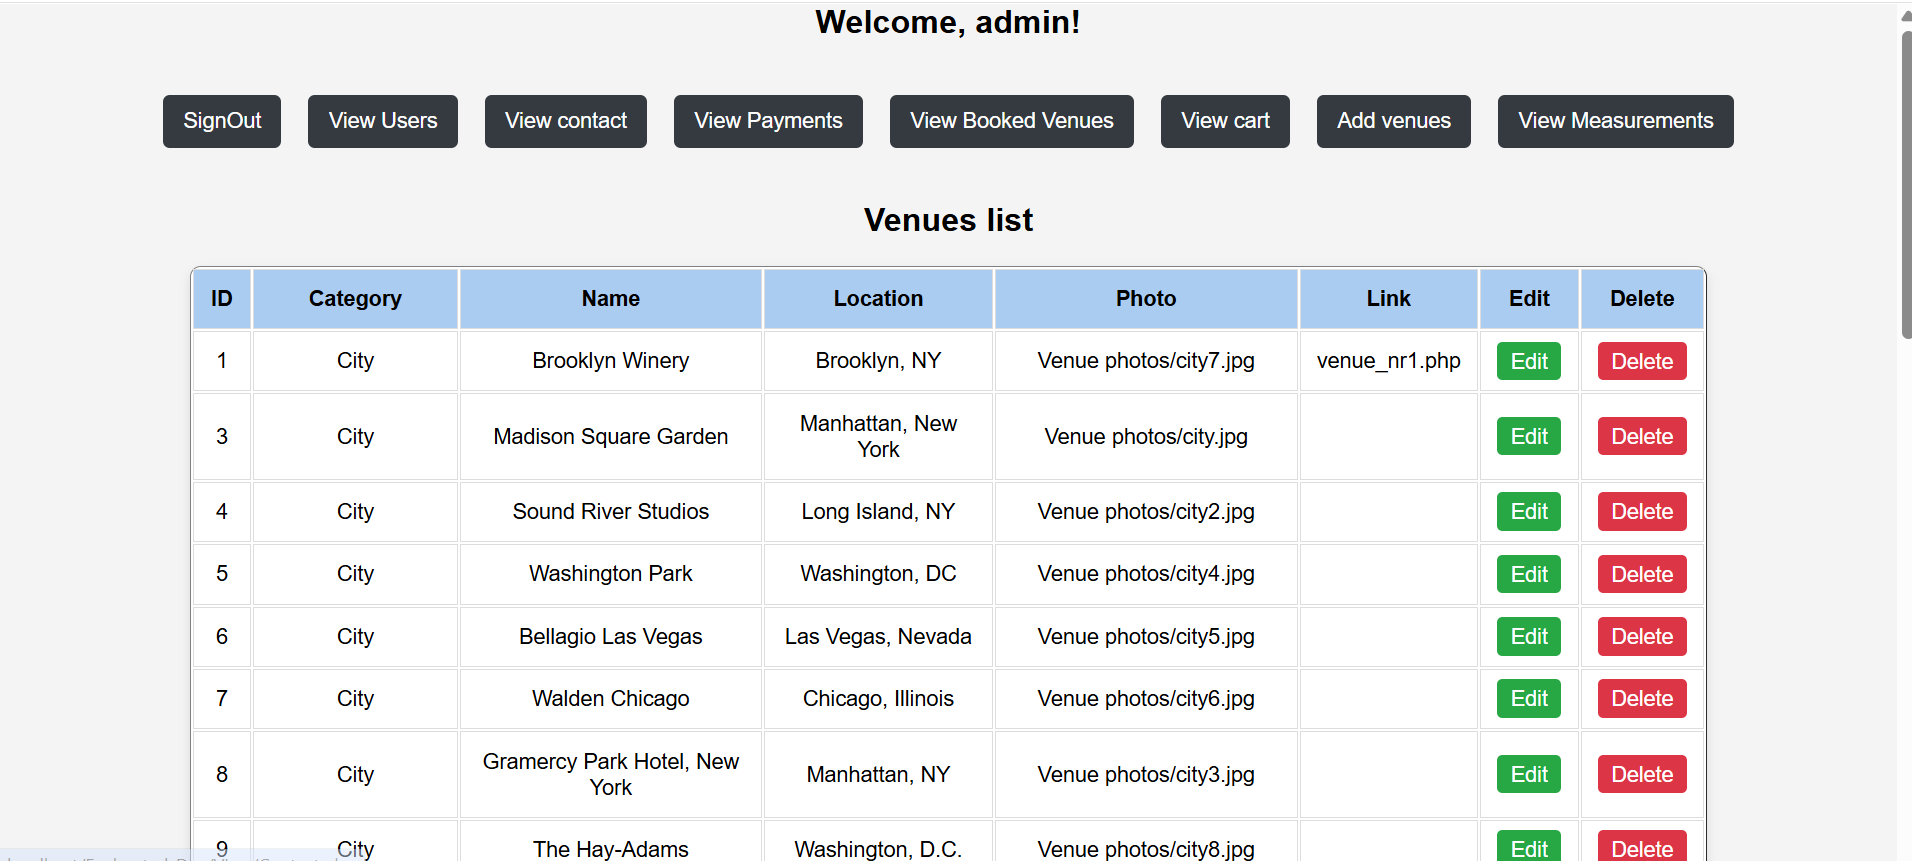 Welcome, admin!
SignOut View Users View contact View Payments View Booked Venues View cart Add venues View Measurements
Venues list
ID Category Name Location Photo Link Edit Delete
1 City Brooklyn Winery Brooklyn, NY Venue photos/city7.jpg venue_nr1.php Edit Delete
3 City Madison Square Garden Manhattan, New York Venue photos/city.jpg Edit Delete
4 City Sound River Studios Long Island, NY Venue photos/city2.jpg Edit Delete
5 City Washington Park Washington, DC Venue photos/city4.jpg Edit Delete
6 City Bellagio Las Vegas Las Vegas, Nevada Venue photos/city5.jpg Edit Delete
7 City Walden Chicago Chicago, Illinois Venue photos/city6.jpg Edit Delete
8 City Gramercy Park Hotel, New York Manhattan, NY Venue photos/city3.jpg Edit Delete
9 City The Hay-Adams Washington, D.C. Venue photos/city8.jpg Edit Delete